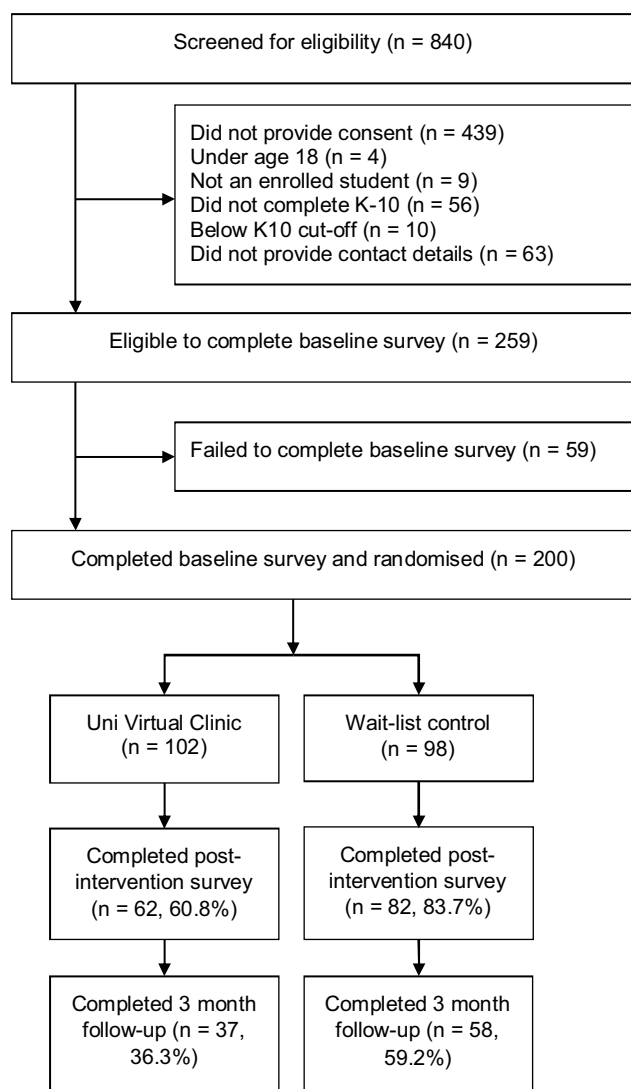 Screened for eligibility (n = 840)
Did not provide consent (n = 439)
Under age 18 (n = 4)
Not an enrolled student (n = 9)
Did not complete K-10 (n = 56)
Below K10 cut-off (n = 10)
Did not provide contact details (n = 63)
Eligible to complete baseline survey (n = 259)
Failed to complete baseline survey (n = 59)
Completed baseline survey and randomised (n = 200)
Uni Virtual Clinic
(n = 102)
Wait-list control
(n = 98)
Completed post-
intervention survey
(n = 62, 60.8%)
Completed post-
intervention survey
(n = 82, 83.7%)
Completed 3 month
follow-up (n = 37,
36.3%)
Completed 3 month
follow-up (n = 58,
59.2%)